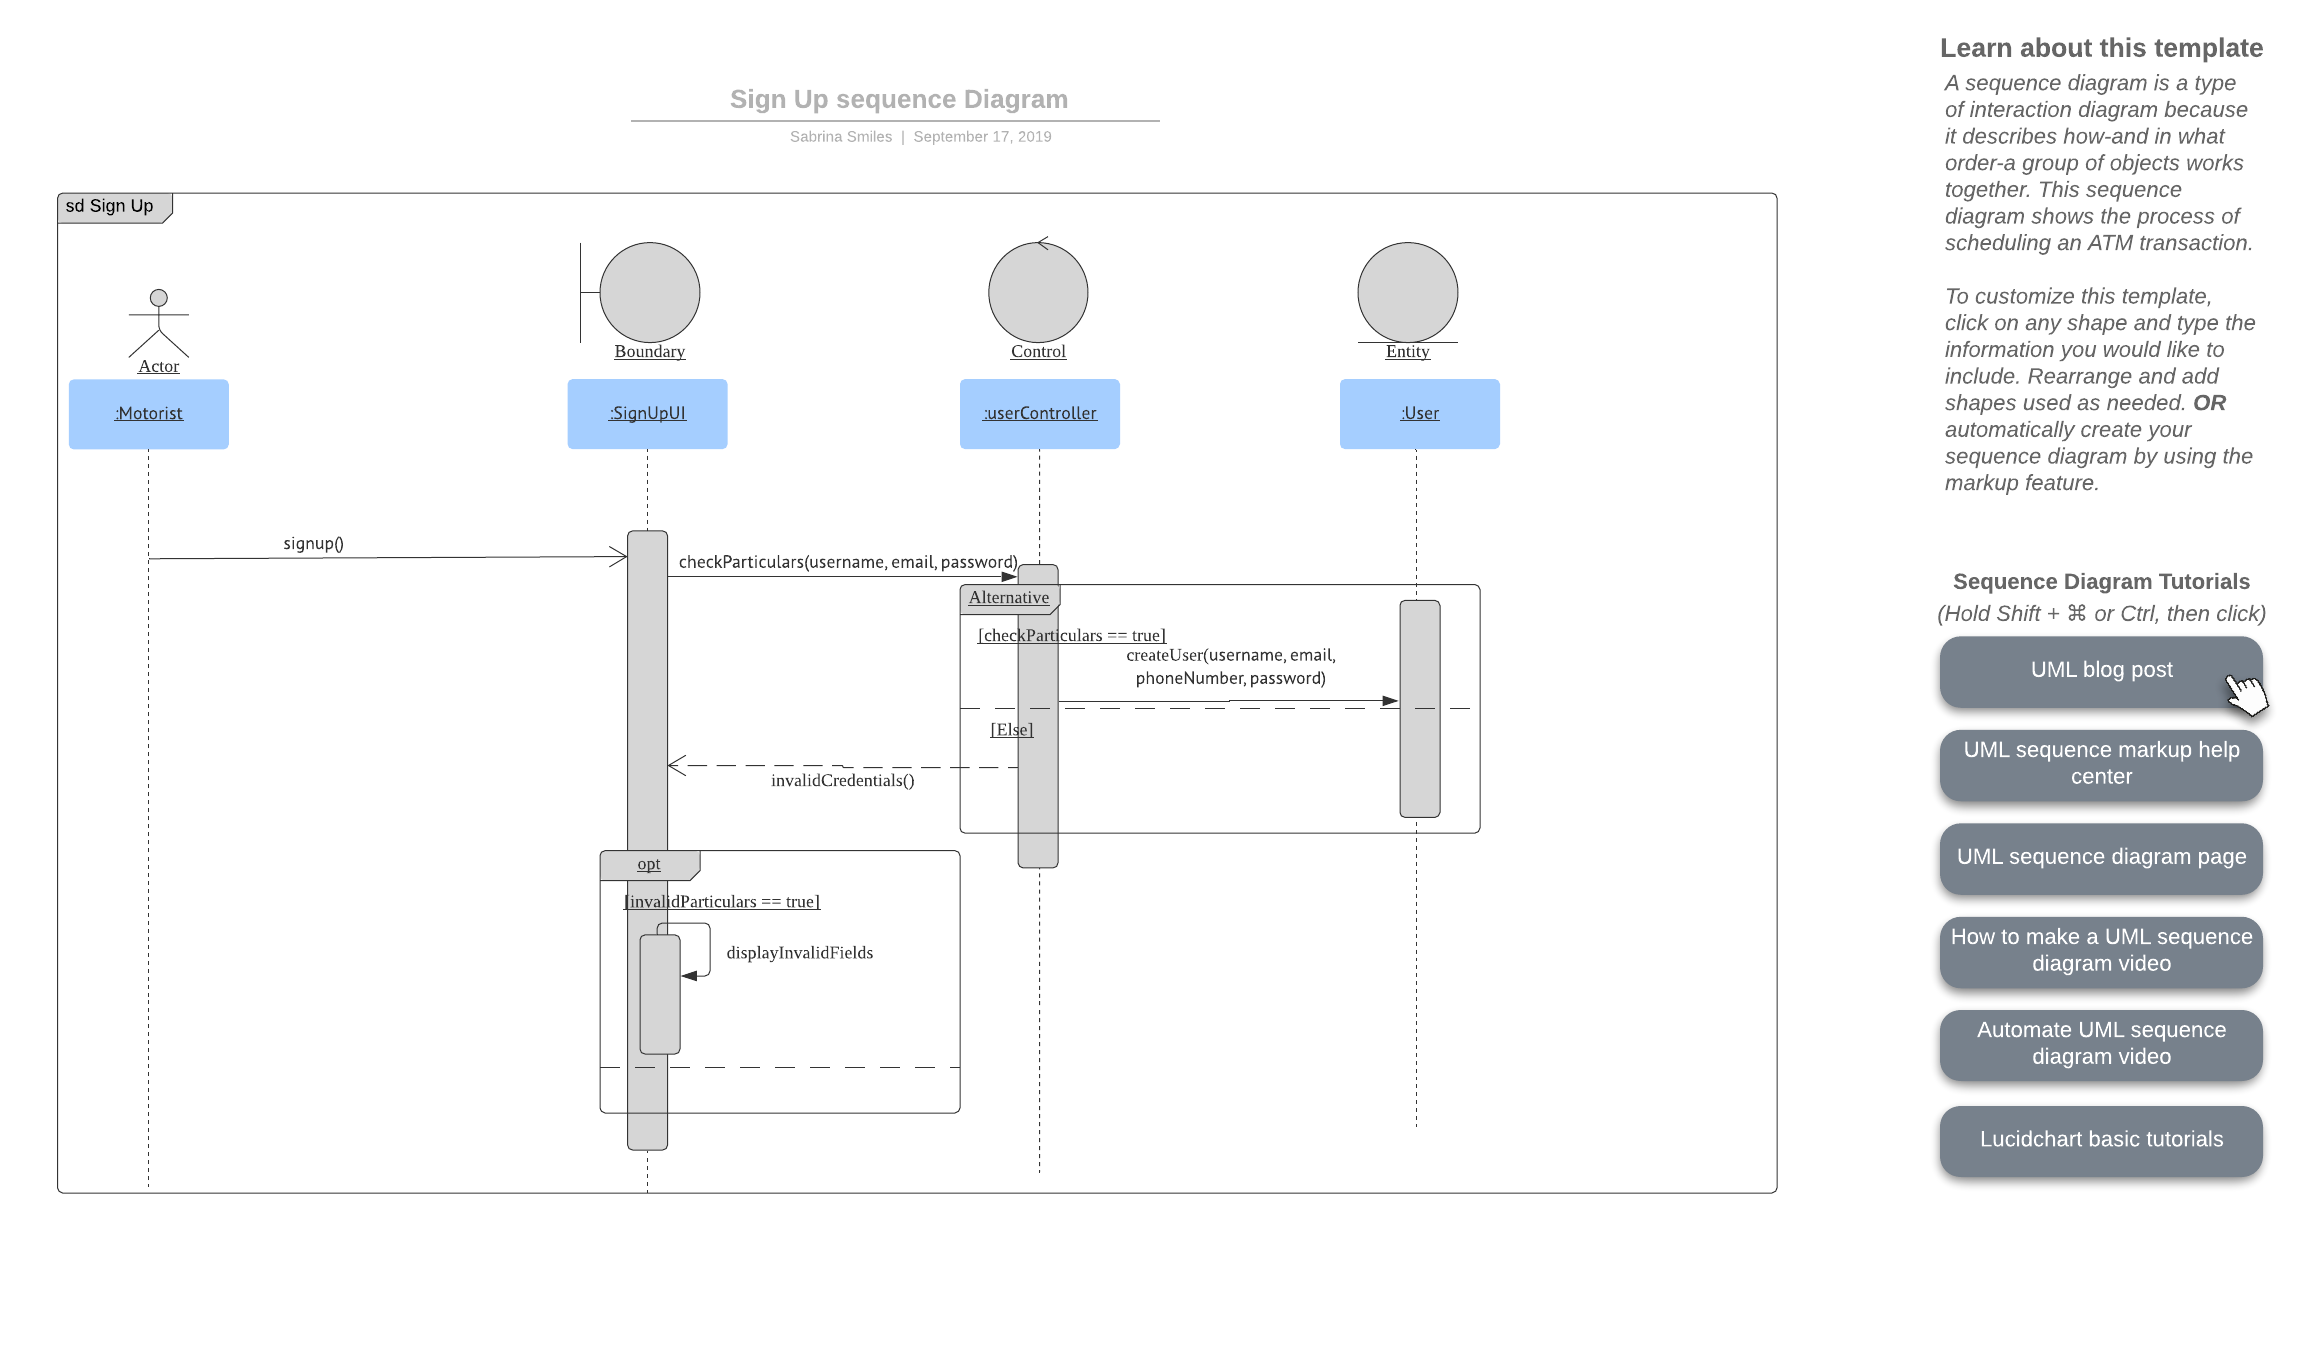 Sign Up sequence Diagram
Sabrina Smiles | September 17, 2019
sd Sign Up
Actor
Boundary
Control
Entity
:Motorist
:SignUpUI
:userController
:User
signup()
checkParticulars(username, email, password)
Alternative
[checkParticulars == true]
createUser(username, email,
phoneNumber, password)
[Else]
invalidCredentials()
opt
[invalidParticulars == true]
displayInvalidFields
Learn about this template
A sequence diagram is a type
of interaction diagram because
it describes how-and in what
order-a group of objects works
together. This sequence
diagram shows the process of
scheduling an ATM transaction.
To customize this template,
click on any shape and type the
information you would like to
include. Rearrange and add
shapes used as needed. OR
automatically create your
sequence diagram by using the
markup feature.
Sequence Diagram Tutorials
(Hold Shift + ⌘ or Ctrl, then click)
UML blog post
UML sequence markup help
center
UML sequence diagram page
How to make a UML sequence
diagram video
Automate UML sequence
diagram video
Lucidchart basic tutorials